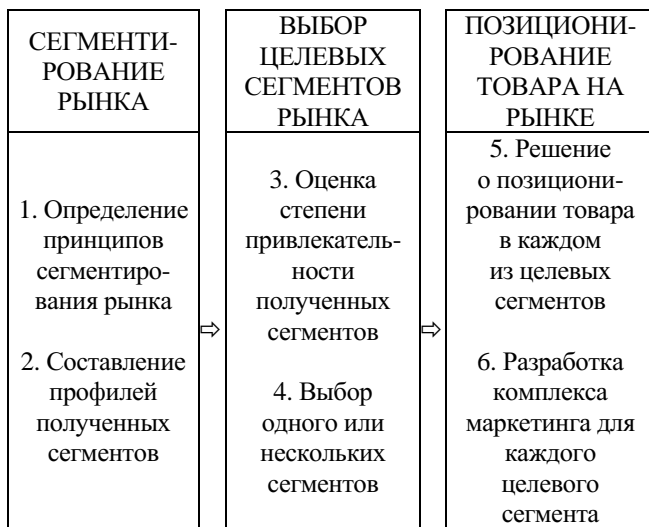 СЕГМЕНТИ-
РОВАНИЕ
РЫНКА
1. Определение
принципов
сегментиро-
вания рынка
2. Составление
профилей
полученных
сегментов
⇨
ВЫБОР
ЦЕЛЕВЫХ
СЕГМЕНТОВ
РЫНКА
3. Оценка
степени
привлекатель-
ности
полученных
сегментов
4. Выбор
одного или
нескольких
сегментов
⇨
ПОЗИЦИОНИ-
РОВАНИЕ
ТОВАРА НА
РЫНКЕ
5. Решение
о позициони-
ровании товара
в каждом
из целевых
сегментов
6. Разработка
комплекса
маркетинга для
каждого
целевого
сегмента